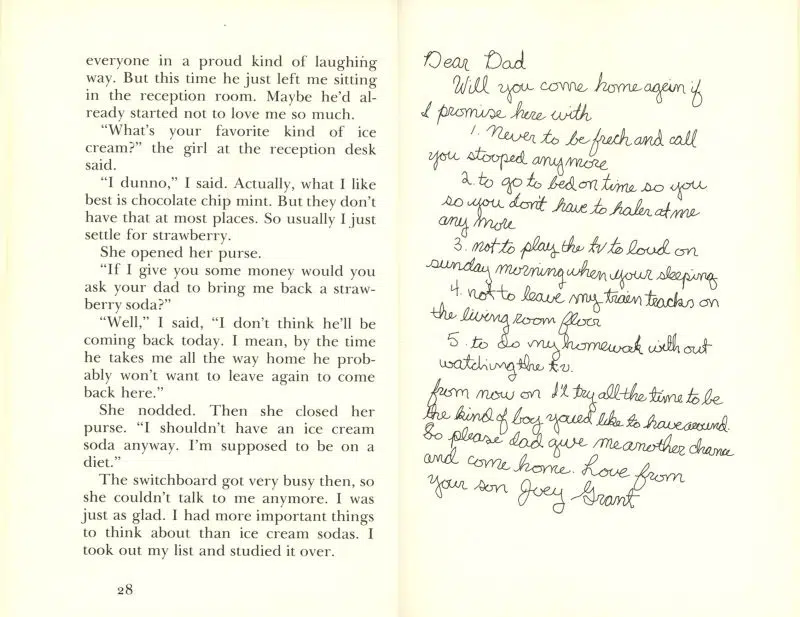 everyone in a proud kind of laughing
way. But this time he just left me sitting
in the reception room. Maybe he'd al-
ready started not to love me so much.
"What's your favorite kind of ice
cream?" the girl at the reception desk
said.
"I dunno," I said. Actually, what I like
best is chocolate chip mint. But they don't
have that at most places. So usually I just
settle for strawberry.
She opened her purse.
"If I give you some money would you
ask your dad to bring me back a straw-
berry soda?"
"Well," I said, "I don't think he'll be
coming back today. I mean, by the time
he takes me all the way home he prob-
ably won't want to leave again to come
back here."
She nodded. Then she closed her
purse. "I shouldn't have an ice cream
soda anyway. I'm supposed to be on a
diet."
The switchboard got very busy then, so
she couldn't talk to me anymore. I was
just as glad. I had more important things
to think about than ice cream sodas. I
took out my list and studied it over.
28
Dear Dad
Will you come home agein if
I promise here with
1. Never to be frech and call
you stooped any more
2. to go to bed on time so you
so you don't have to haler at me
any more
3. not to play the tv to loud on
sunday morning when your sleeping
4. not to leave my train tracks on
the living room floor
5. to do my homewoek with out
watching the tv.
from now on I'l try all the time to be
the kind of boy youed like to have around.
So please dad give me another chance
and come home. Love from
your son Joey Grant